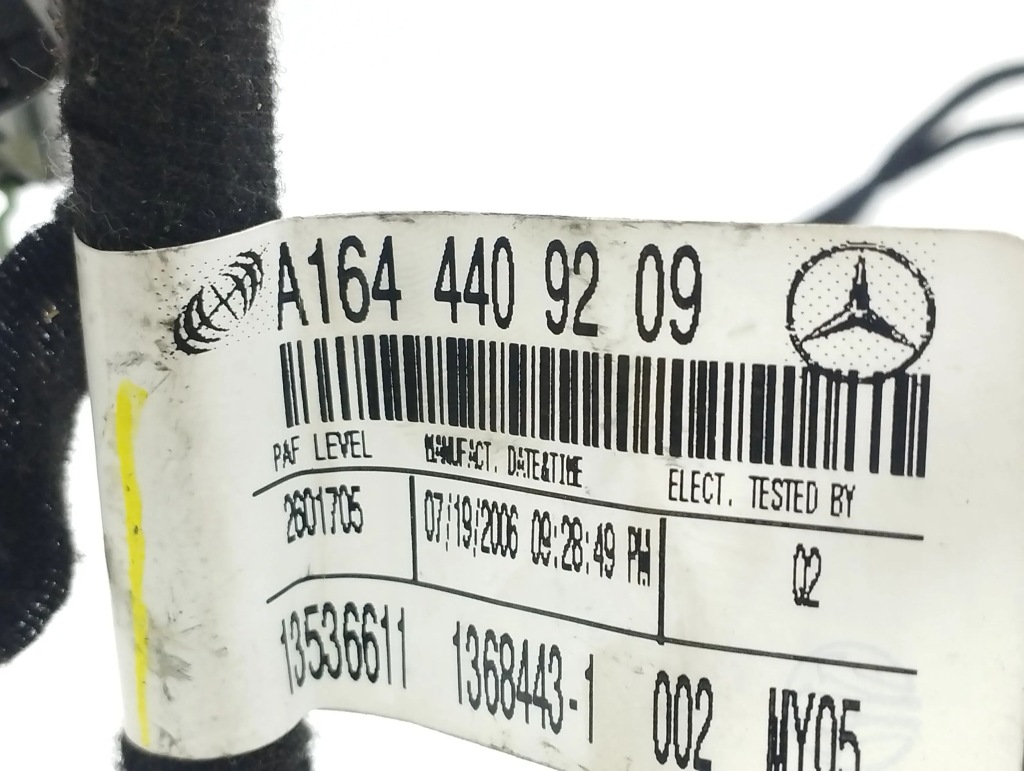 A164 440 92 09
PAF LEVEL MANUFACT. DATE&TIME ELECT. TESTED BY
2601705 07/19/2006 09:28:49 PM 02
13536611 1368443-1 002 MY05